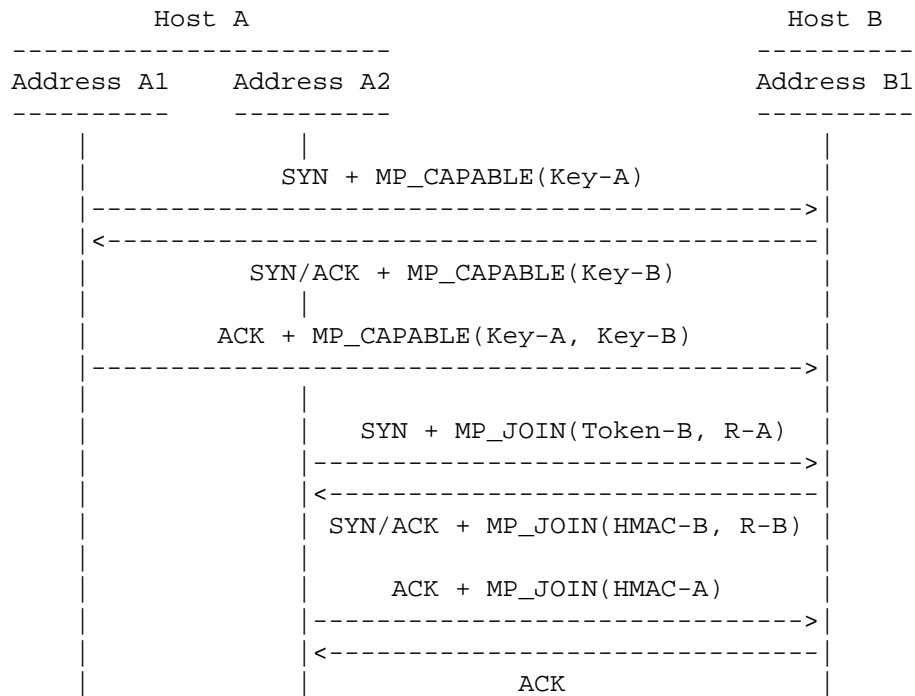 Host A Host B
------------------------ ----------
Address A1 Address A2 Address B1
---------- ---------- ----------
SYN + MP_CAPABLE(Key-A)
SYN/ACK + MP_CAPABLE(Key-B)
ACK + MP_CAPABLE(Key-A, Key-B)
SYN + MP_JOIN(Token-B, R-A)
SYN/ACK + MP_JOIN(HMAC-B, R-B)
ACK + MP_JOIN(HMAC-A)
ACK